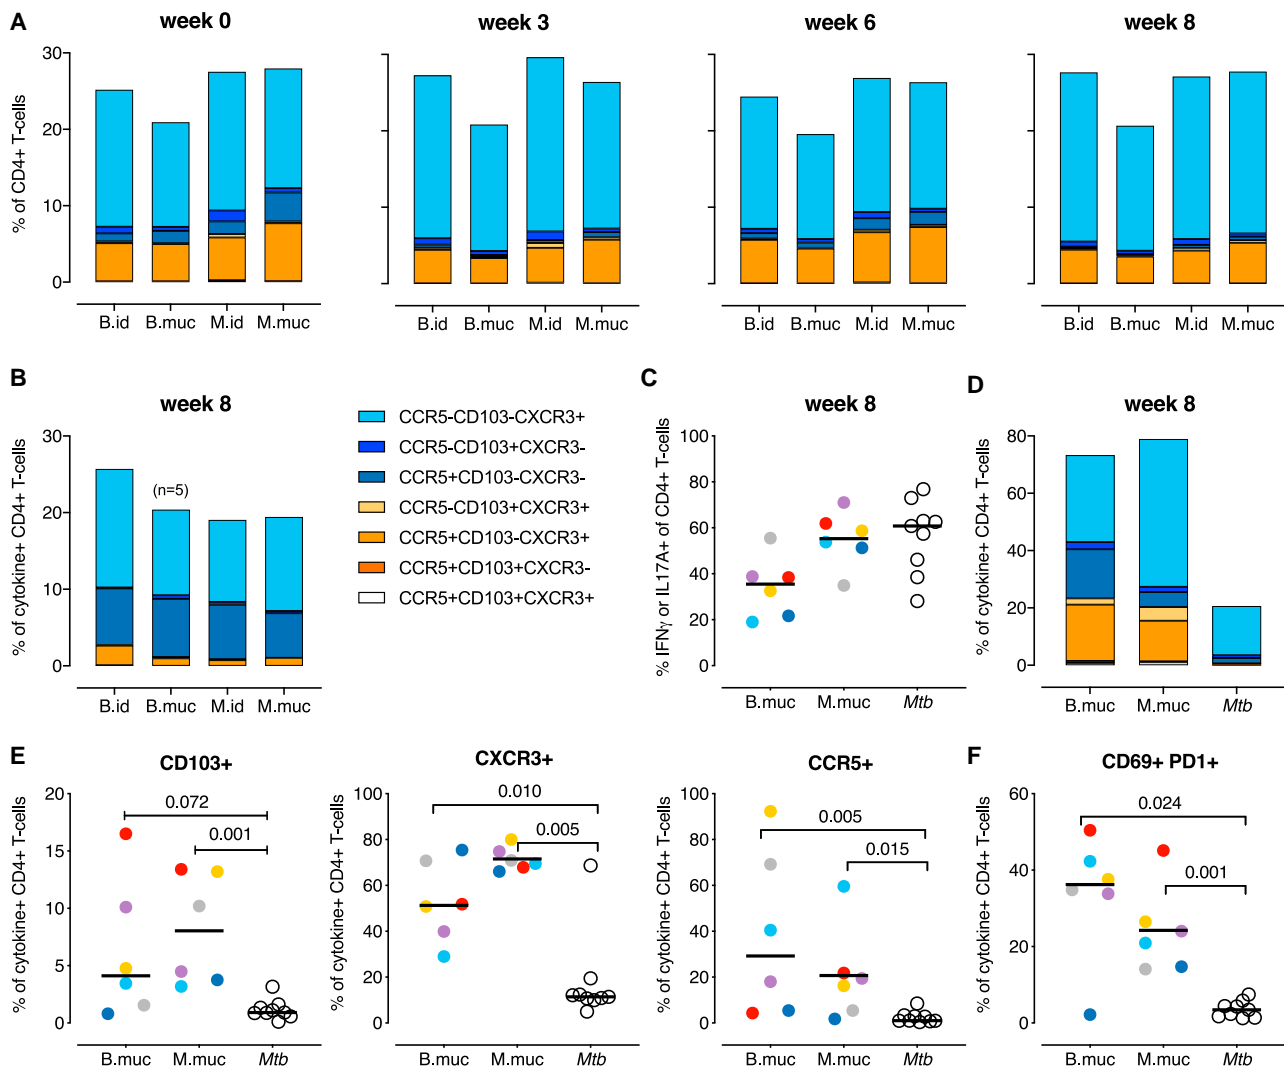 A
week 0
week 3
week 6
week 8
% of CD4+ T-cells
30
20
10
0
B.id B.muc M.id M.muc
B.id B.muc M.id M.muc
B.id B.muc M.id M.muc
B.id B.muc M.id M.muc
B
week 8
% of cytokine+ CD4+ T-cells
30
20
10
0
(n=5)
B.id B.muc M.id M.muc
CCR5-CD103-CXCR3+
CCR5-CD103+CXCR3-
CCR5+CD103-CXCR3-
CCR5-CD103+CXCR3+
CCR5+CD103-CXCR3+
CCR5+CD103+CXCR3-
CCR5+CD103+CXCR3+
C
week 8
% IFNγ or IL17A+ of CD4+ T-cells
100
80
60
40
20
0
B.muc M.muc Mtb
D
week 8
% of cytokine+ CD4+ T-cells
80
60
40
20
0
B.muc M.muc Mtb
E
CD103+
% of cytokine+ CD4+ T-cells
20
15
10
5
0
0.072
0.001
B.muc M.muc Mtb
CXCR3+
% of cytokine+ CD4+ T-cells
100
80
60
40
20
0
0.010
0.005
B.muc M.muc Mtb
CCR5+
% of cytokine+ CD4+ T-cells
100
80
60
40
20
0
0.005
0.015
B.muc M.muc Mtb
F
CD69+ PD1+
% of cytokine+ CD4+ T-cells
60
40
20
0
0.024
0.001
B.muc M.muc Mtb